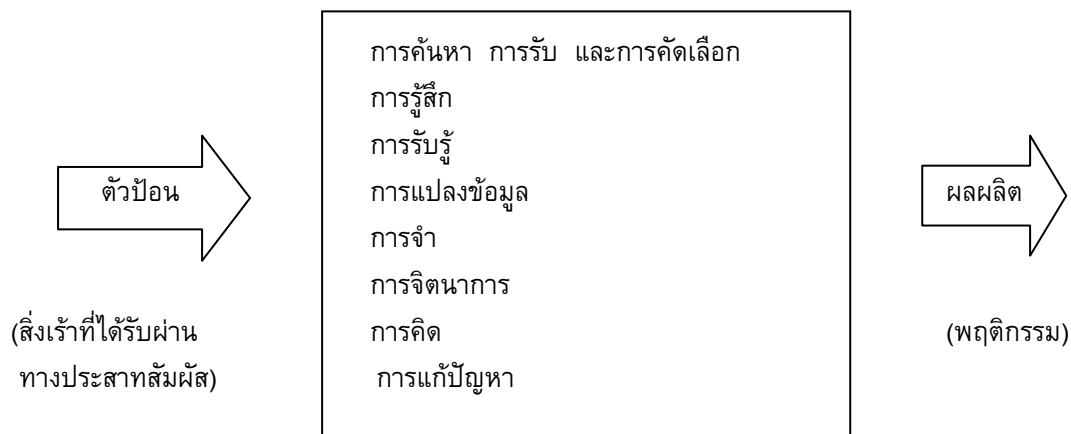 การค้นหา การรับ และการคัดเลือก
การรู้สึก
การรับรู้
ตัวป้อน
การแปลงข้อมูล
ผลผลิต
การจำ
การจิตนาการ
(สิ่งเร้าที่ได้รับผ่าน
ทางประสาทสัมผัส)
การคิด
(พฤติกรรม)
การแก้ปัญหา